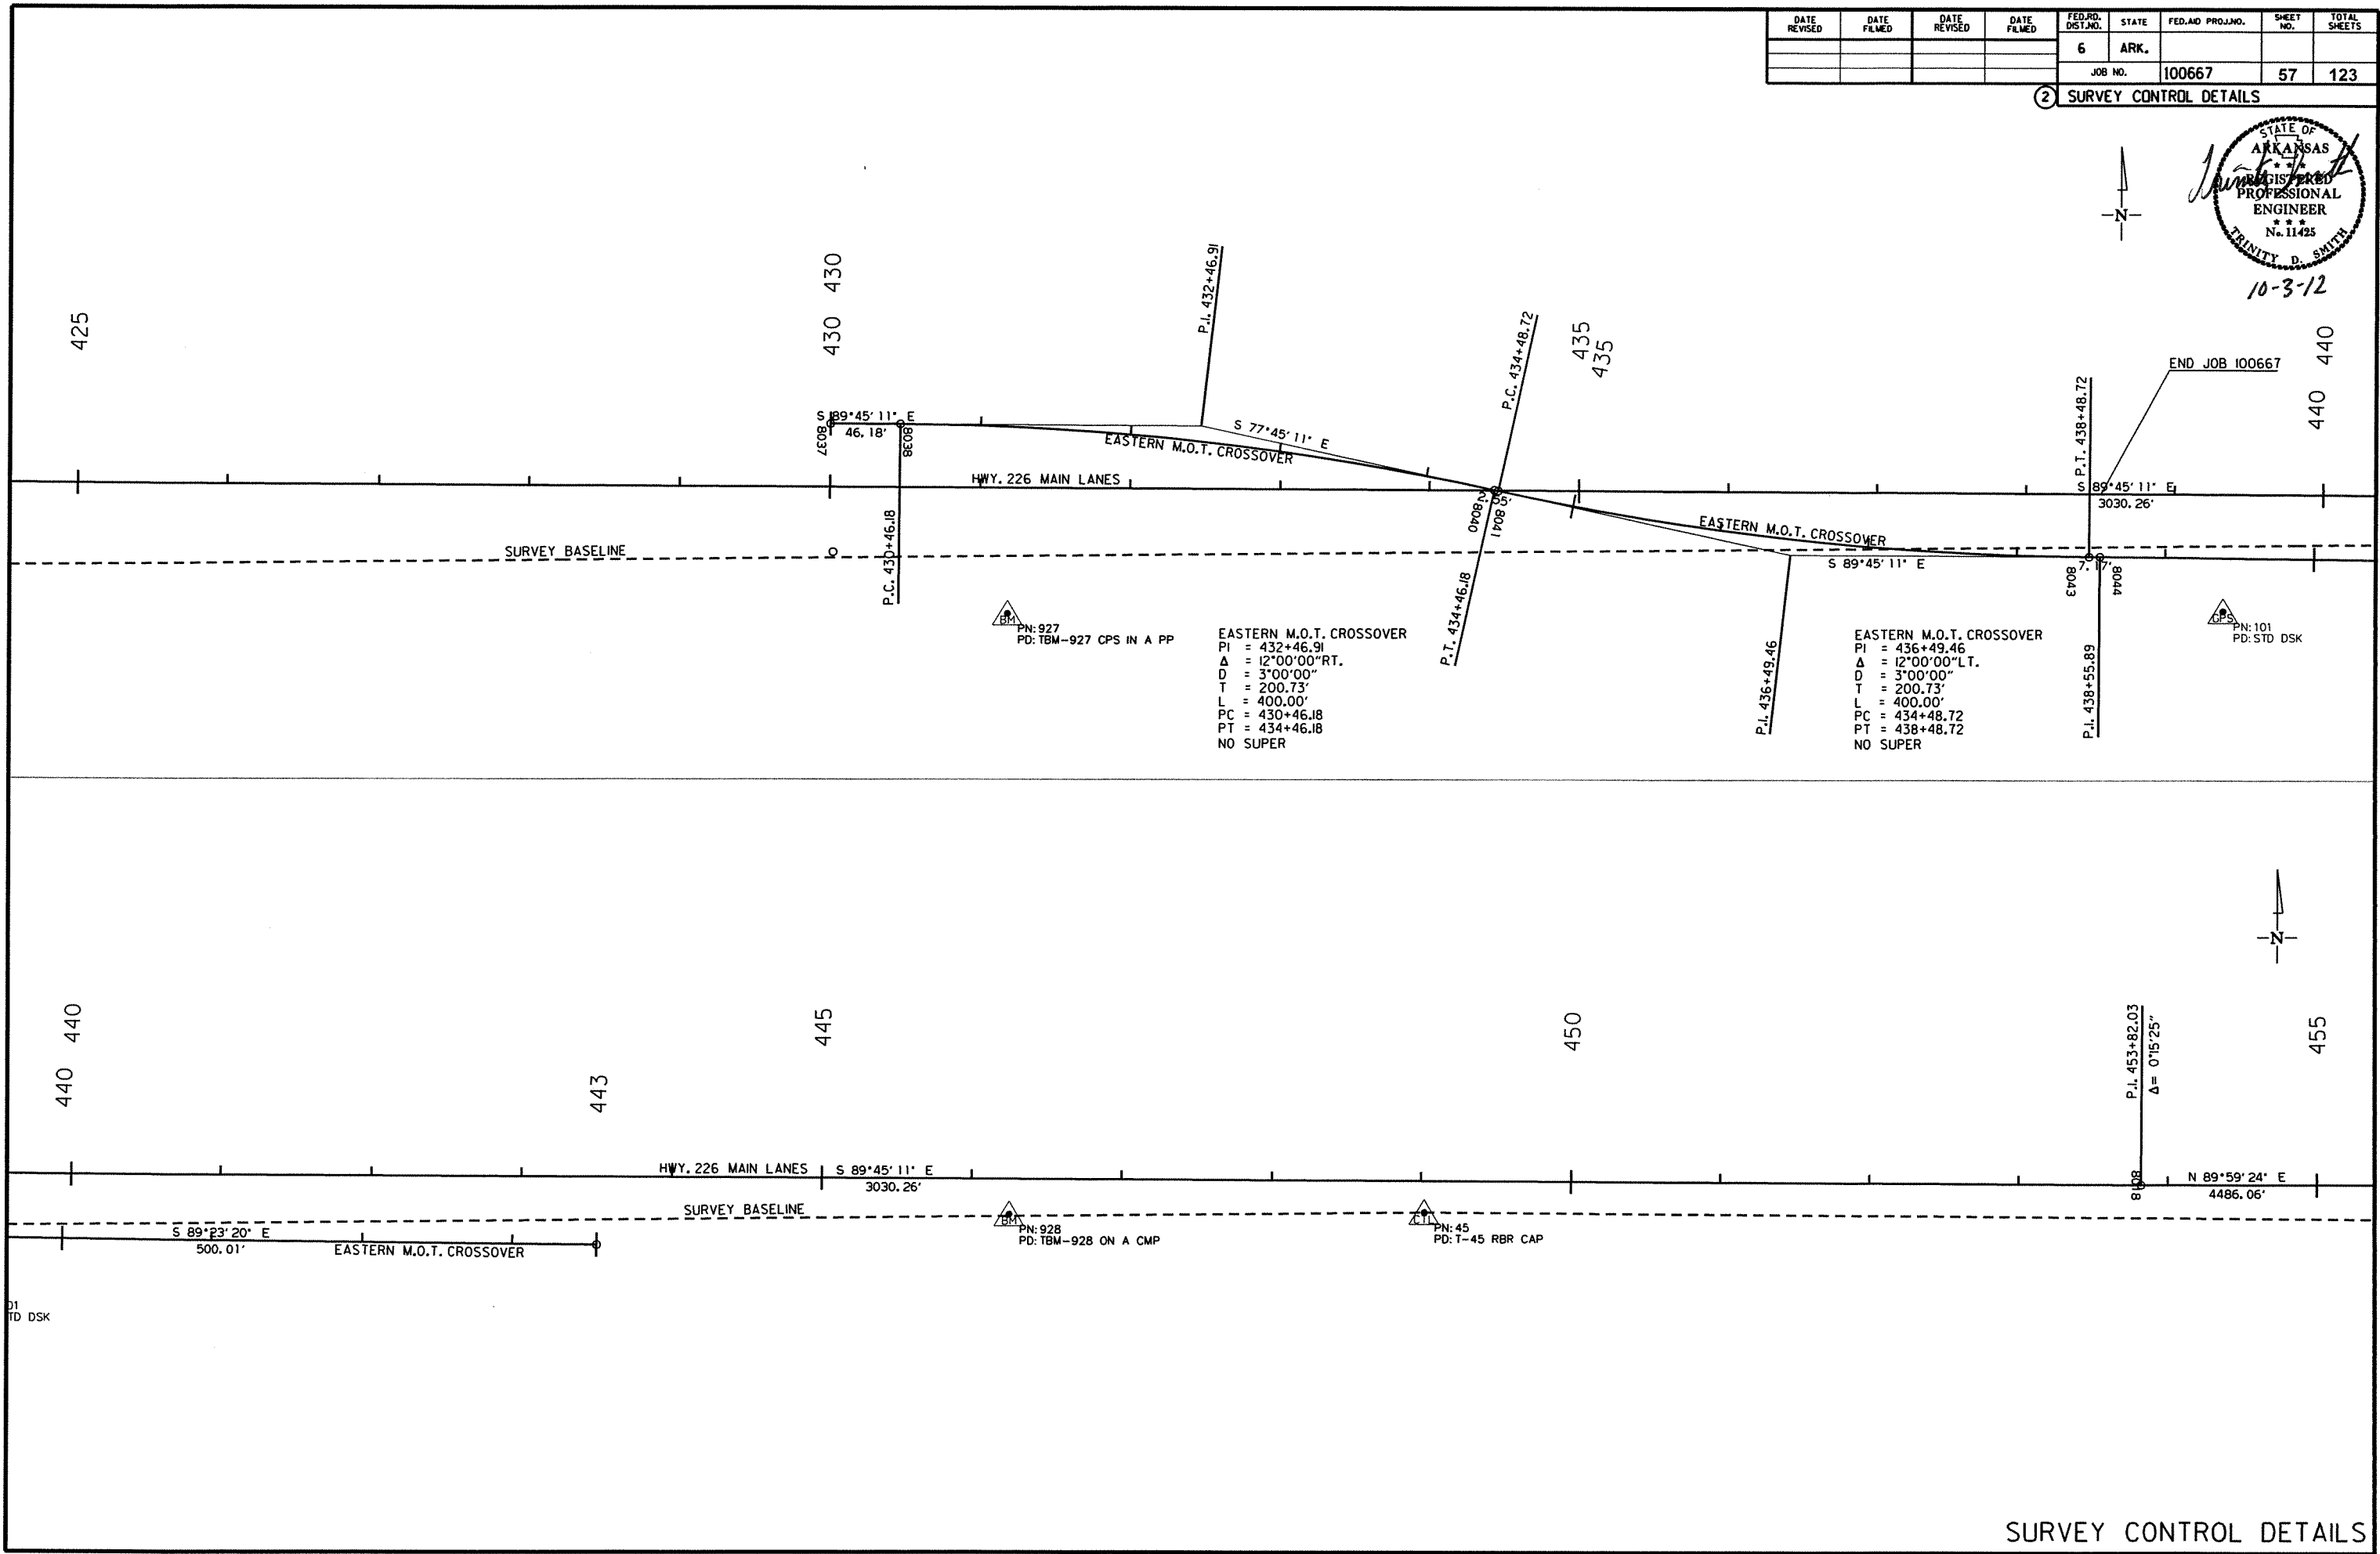 DATE REVISED
DATE FILMED
DATE REVISED
DATE FILMED
FED.RD. DIST.NO.
STATE
FED.AID PROJ.NO.
SHEET NO.
TOTAL SHEETS
6
ARK.
JOB NO.
100667
57
123
2
SURVEY CONTROL DETAILS
STATE OF
ARKANSAS
* * *
REGISTERED
PROFESSIONAL
ENGINEER
* * *
No. 11425
TRINITY D. SMITH
10-3-12
-N-
425
430
430
P.I. 432+46.91
P.C. 434+48.72
435
435
P.T. 438+48.72
END JOB 100667
440
440
S 89°45'11" E
46.18'
8037
8038
EASTERN M.O.T. CROSSOVER
S 77°45'11" E
HWY. 226 MAIN LANES
SURVEY BASELINE
P.C. 430+46.18
2.55'
8040
8041
P.T. 434+46.18
EASTERN M.O.T. CROSSOVER
S 89°45'11" E
S 89°45'11" E
3030.26'
7.17'
8043
8044
P.I. 436+49.46
P.I. 438+55.89
BM
PN: 927
PD: TBM-927 CPS IN A PP
EASTERN M.O.T. CROSSOVER
PI = 432+46.91
Δ = 12°00'00"RT.
D = 3°00'00"
T = 200.73'
L = 400.00'
PC = 430+46.18
PT = 434+46.18
NO SUPER
EASTERN M.O.T. CROSSOVER
PI = 436+49.46
Δ = 12°00'00"LT.
D = 3°00'00"
T = 200.73'
L = 400.00'
PC = 434+48.72
PT = 438+48.72
NO SUPER
GPS
PN: 101
PD: STD DSK
-N-
440
440
443
445
450
P.I. 453+82.03
Δ= 0°15'25"
455
HWY. 226 MAIN LANES
S 89°45'11" E
3030.26'
8018
N 89°59'24" E
4486.06'
SURVEY BASELINE
S 89°23'20" E
500.01'
EASTERN M.O.T. CROSSOVER
BM
PN: 928
PD: TBM-928 ON A CMP
CTL
PN: 45
PD: T-45 RBR CAP
01
TD DSK
SURVEY CONTROL DETAILS